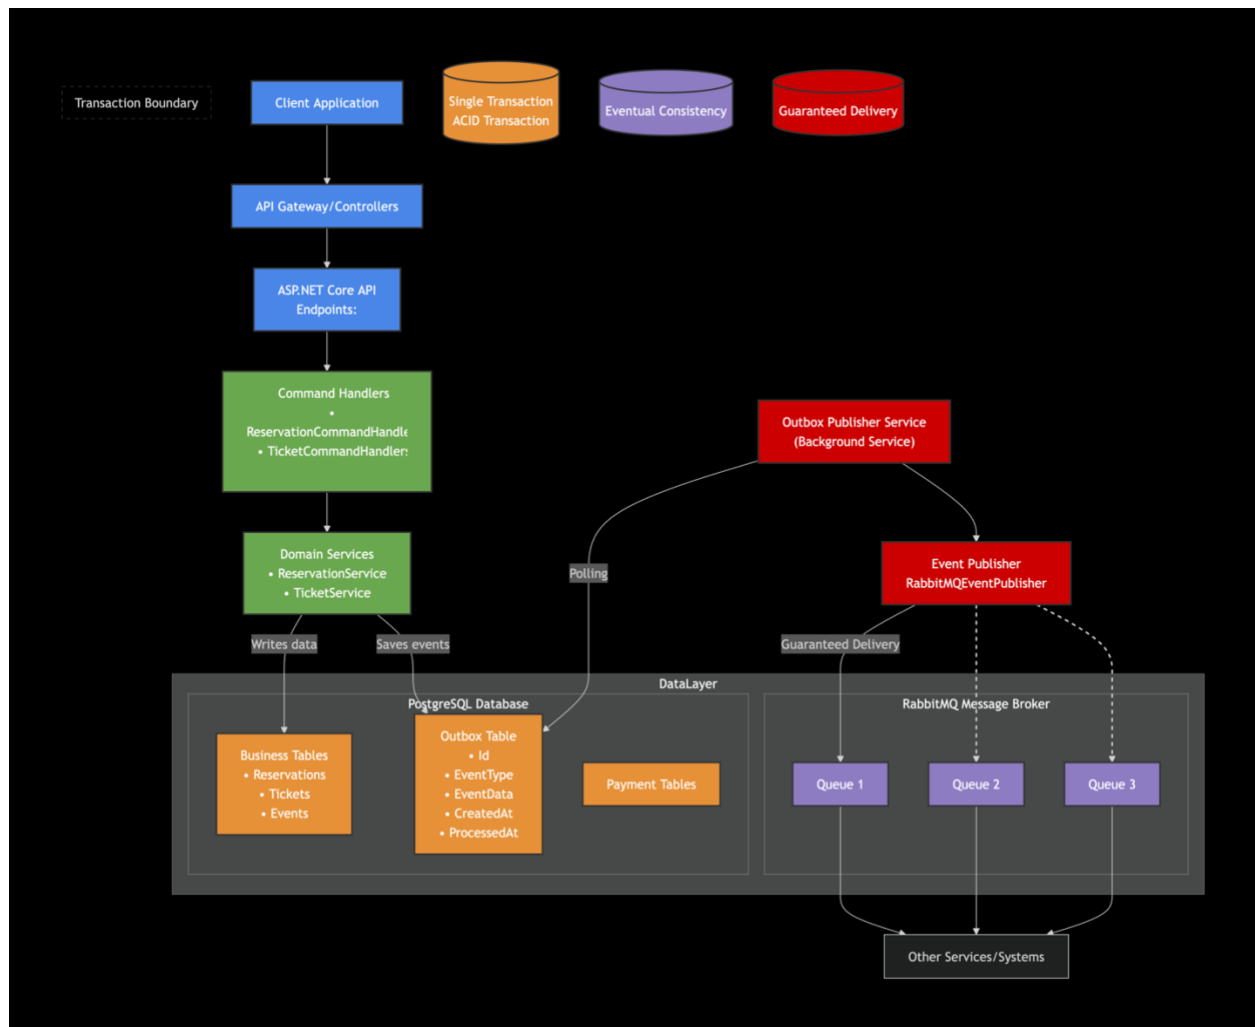 Transaction Boundary
Client Application
Single Transaction
ACID Transaction
Eventual Consistency
Guaranteed Delivery
API Gateway/Controllers
ASP.NET Core API
Endpoints:
Command Handlers
•
ReservationCommandHandle
• TicketCommandHandlers
Outbox Publisher Service
(Background Service)
Domain Services
• ReservationService
• TicketService
Polling
Event Publisher
RabbitMQEventPublisher
Writes data
Saves events
Guaranteed Delivery
DataLayer
PostgreSQL Database
RabbitMQ Message Broker
Business Tables
• Reservations
• Tickets
• Events
Outbox Table
• Id
• EventType
• EventData
• CreatedAt
• ProcessedAt
Payment Tables
Queue 1
Queue 2
Queue 3
Other Services/Systems